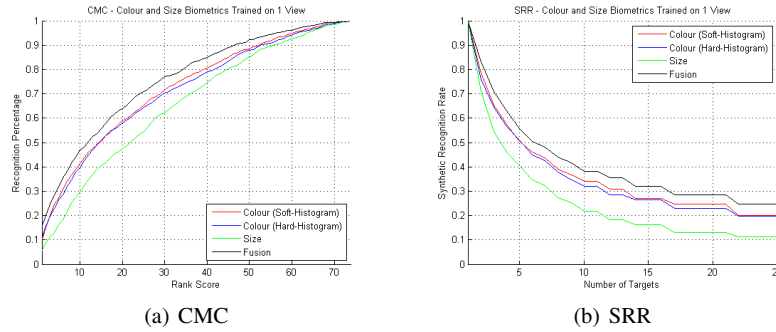 CMC - Colour and Size Biometrics Trained on 1 View
Recognition Percentage
1
0.9
0.8
0.7
0.6
0.5
0.4
0.3
0.2
0.1
0
10 20 30 40 50 60 70
Rank Score
Colour (Soft-Histogram)
Colour (Hard-Histogram)
Size
Fusion
(a) CMC
SRR - Colour and Size Biometrics Trained on 1 View
Synthetic Recognition Rate
1
0.9
0.8
0.7
0.6
0.5
0.4
0.3
0.2
0.1
0
5 10 15 20 25
Number of Targets
Colour (Soft-Histogram)
Colour (Hard-Histogram)
Size
Fusion
(b) SRR